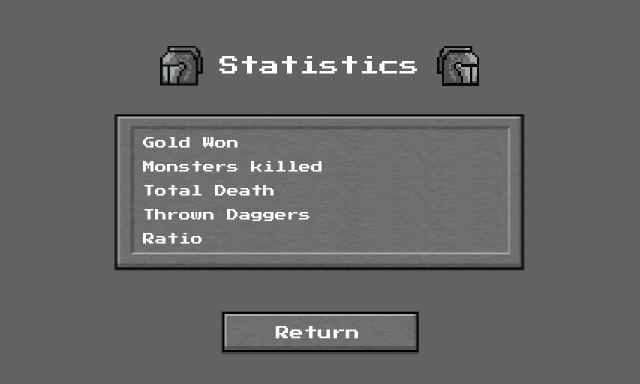 Statistics
Gold Won
Monsters killed
Total Death
Thrown Daggers
Ratio
Return